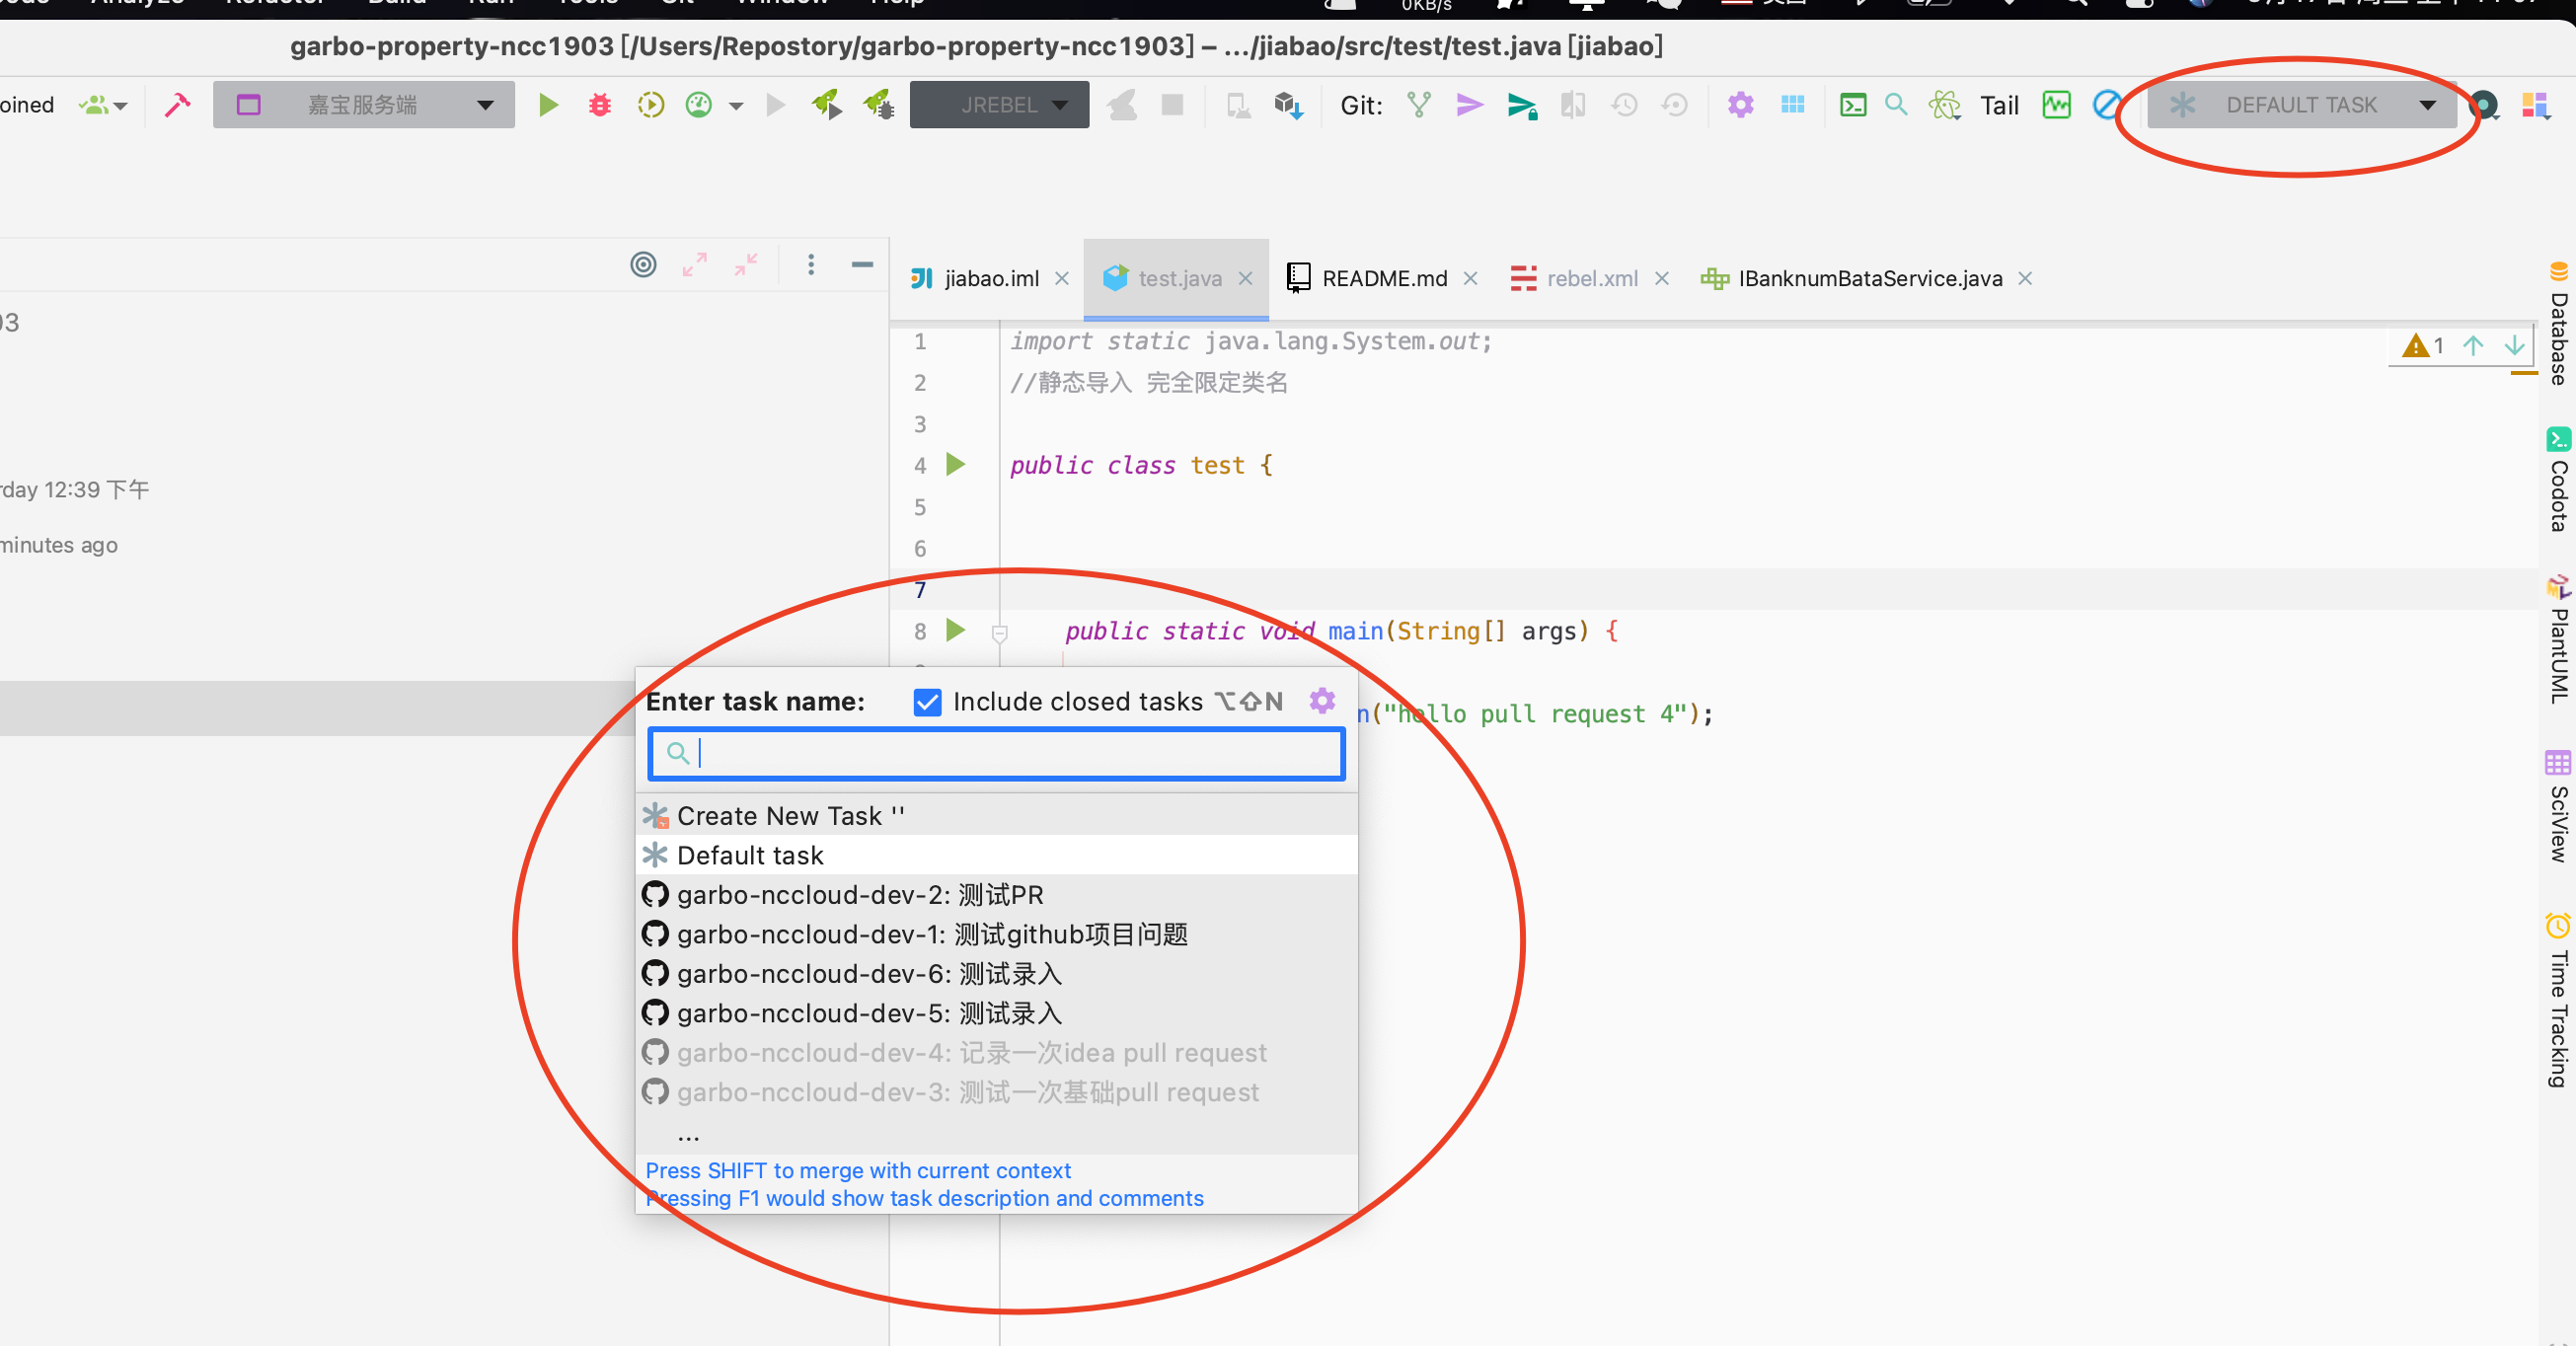 Analyze Refactor Build Run Tools Git Window Help 0KB/s
garbo-property-ncc1903 [/Users/Repostory/garbo-property-ncc1903] – .../jiabao/src/test/test.java [jiabao]
oined 嘉宝服务端 JREBEL Git: Tail DEFAULT TASK
jiabao.iml test.java README.md rebel.xml IBanknumBataService.java
03
1 import static java.lang.System.out;
1
2 //静态导入 完全限定类名
3
4 public class test {
rday 12:39 下午
5
minutes ago
6
7
8 public static void main(String[] args) {
Enter task name: Include closed tasks ⌥⇧N
n("hello pull request 4");
Create New Task ''
Default task
garbo-nccloud-dev-2: 测试PR
garbo-nccloud-dev-1: 测试github项目问题
garbo-nccloud-dev-6: 测试录入
garbo-nccloud-dev-5: 测试录入
garbo-nccloud-dev-4: 记录一次idea pull request
garbo-nccloud-dev-3: 测试一次基础pull request
...
Press SHIFT to merge with current context
Pressing F1 would show task description and comments
Database
Codota
PlantUML
SciView
Time Tracking